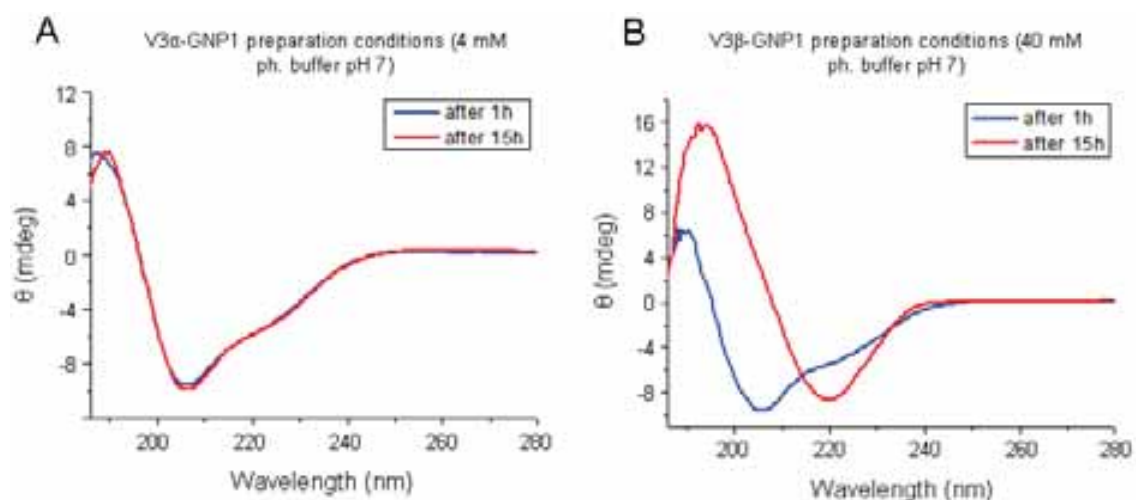 A
V3α-GNP1 preparation conditions (4 mM
ph. buffer pH 7)
12
8
4
0
-4
-8
θ (mdeg)
after 1h
after 15h
200
220
240
260
280
Wavelength (nm)
B
V3β-GNP1 preparation conditions (40 mM
ph. buffer pH 7)
16
12
8
4
0
-4
-8
θ (mdeg)
after 1h
after 15h
200
220
240
260
280
Wavelength (nm)